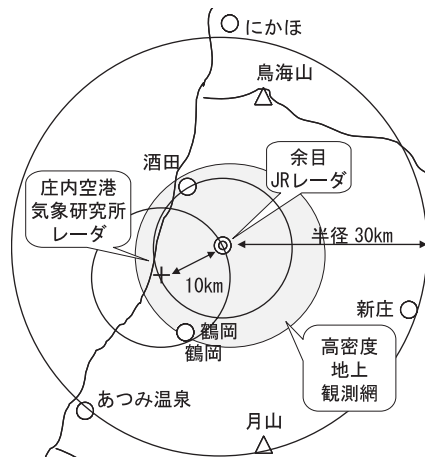 にかほ
鳥海山
酒田
余目
JRレーダ
庄内空港
気象研究所
レーダ
半径 30km
10km
新庄
鶴岡
鶴岡
高密度
地上
観測網
あつみ温泉
月山